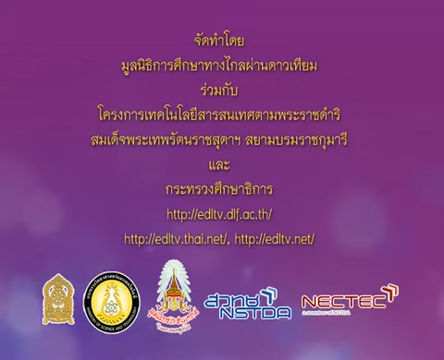 จัดทำโดย
มูลนิธิการศึกษาทางไกลผ่านดาวเทียม
ร่วมกับ
โครงการเทคโนโลยีสารสนเทศตามพระราชดำริ
สมเด็จพระเทพรัตนราชสุดาฯ สยามบรมราชกุมารี
และ
กระทรวงศึกษาธิการ
http://edltv.dlf.ac.th/
http://edltv.thai.net/, http://edltv.net/
สวทช
NSTDA
NECTEC
a member of NSTDA